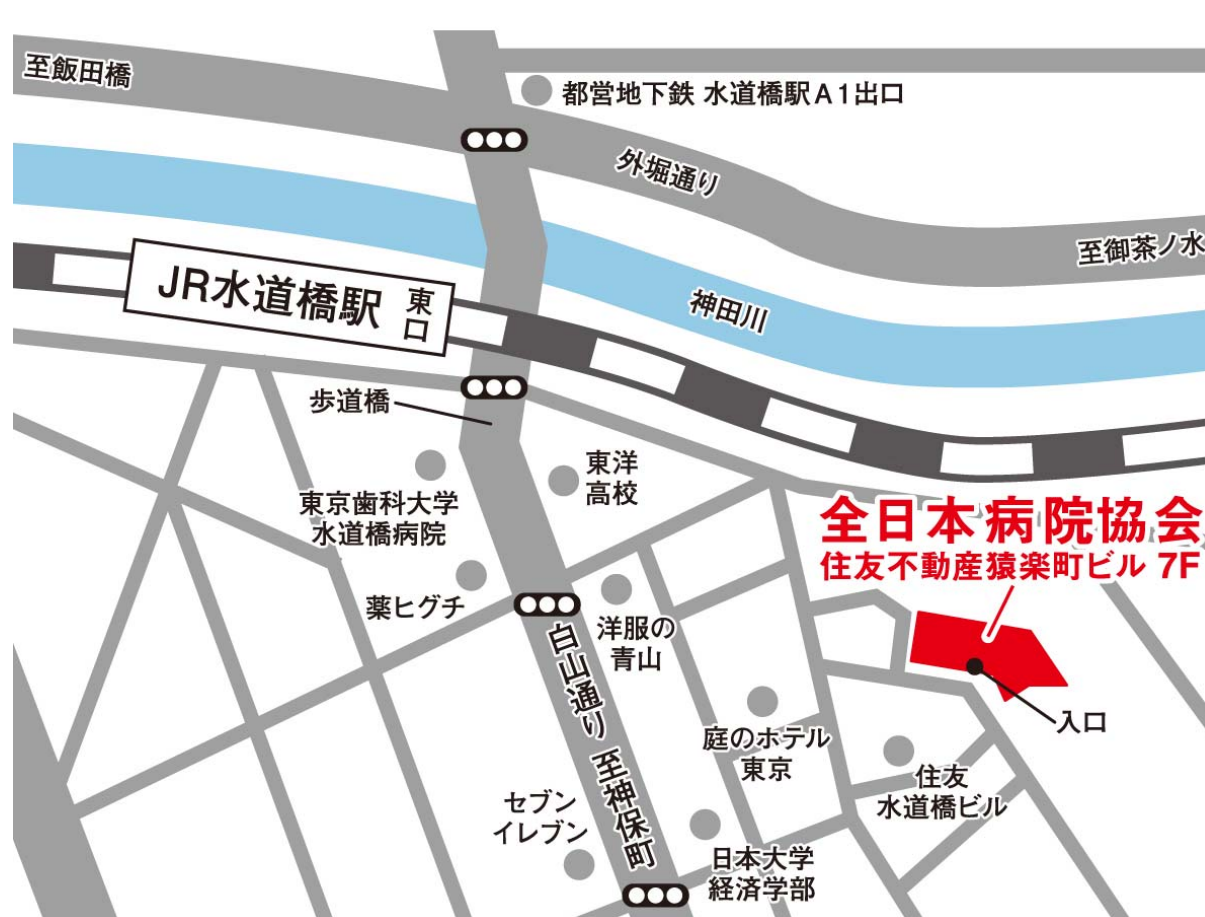 至飯田橋
都営地下鉄 水道橋駅A1出口
外堀通り
至御茶ノ水
神田川
JR水道橋駅 東口
歩道橋
東洋
高校
東京歯科大学
水道橋病院
全日本病院協会
住友不動産猿楽町ビル 7F
薬ヒグチ
洋服の
青山
白山通り 至神保町
入口
庭のホテル
東京
住友
水道橋ビル
セブン
イレブン
日本大学
経済学部